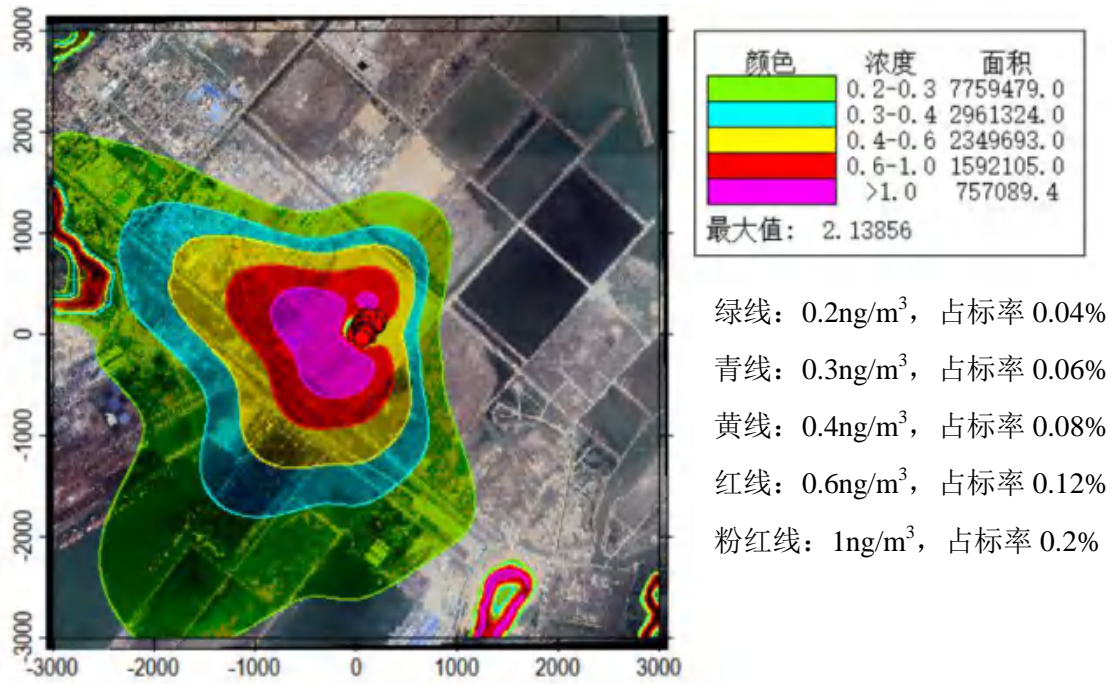 3000
2000
1000
0
-1000
-2000
-3000
-3000 -2000 -1000 0 1000 2000 3000
颜色 浓度 面积
0.2-0.3 7759479.0
0.3-0.4 2961324.0
0.4-0.6 2349693.0
0.6-1.0 1592105.0
>1.0 757089.4
最大值: 2.13856
绿线：0.2ng/m³，占标率 0.04%
青线：0.3ng/m³，占标率 0.06%
黄线：0.4ng/m³，占标率 0.08%
红线：0.6ng/m³，占标率 0.12%
粉红线：1ng/m³，占标率 0.2%